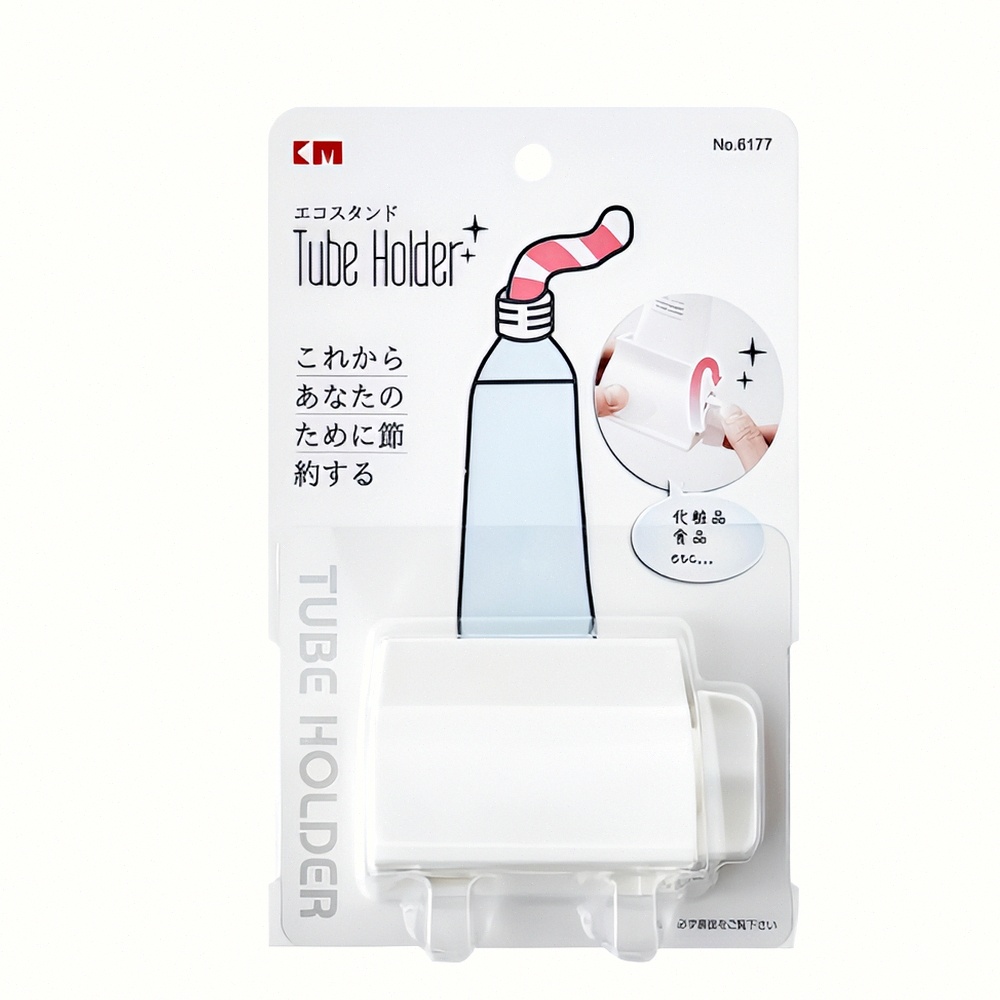 KM
No.6177
エコスタンド
Tube Holder
これから
あなたの
ために節
約する
化粧品
食品
etc...
TUBE HOLDER